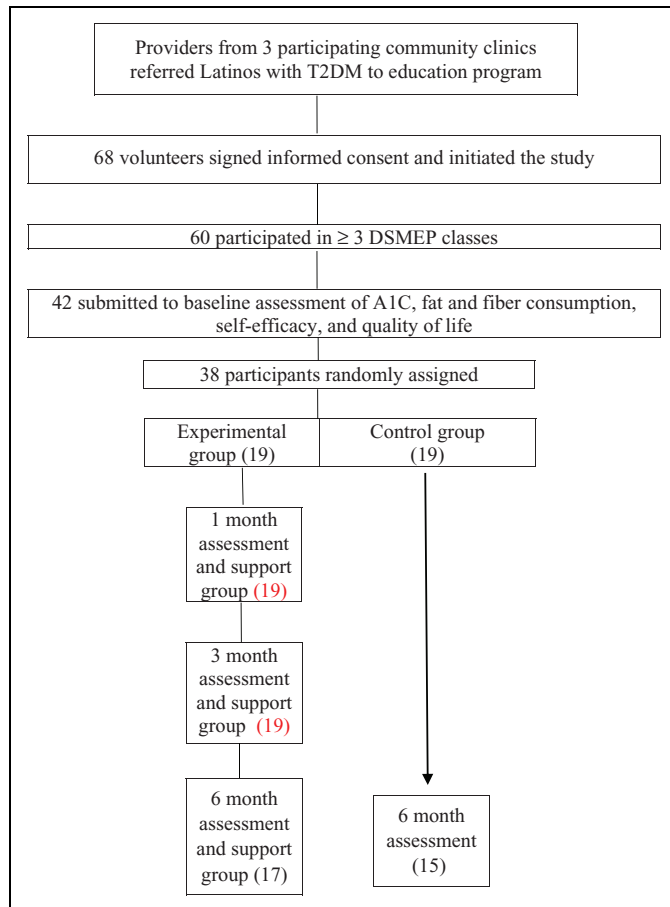 Providers from 3 participating community clinics
referred Latinos with T2DM to education program
68 volunteers signed informed consent and initiated the study
60 participated in ≥ 3 DSMEP classes
42 submitted to baseline assessment of A1C, fat and fiber consumption,
self-efficacy, and quality of life
38 participants randomly assigned
Experimental
group (19)
Control group
(19)
1 month
assessment
and support
group (19)
3 month
assessment
and support
group (19)
6 month
assessment
and support
group (17)
6 month
assessment
(15)